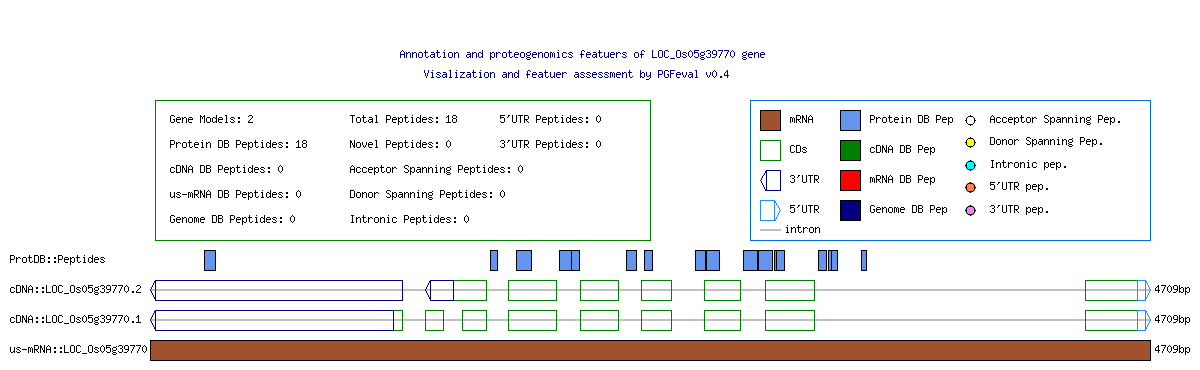 Annotation and proteogenomics featuers of LOC_Os05g39770 gene
Visalization and featuer assessment by PGFeval v0.4
Gene Models: 2 Total Peptides: 18 5'UTR Peptides: 0
Protein DB Peptides: 18 Novel Peptides: 0 3'UTR Peptides: 0
cDNA DB Peptides: 0 Acceptor Spanning Peptides: 0
us-mRNA DB Peptides: 0 Donor Spanning Peptides: 0
Genome DB Peptides: 0 Intronic Peptides: 0
mRNA Protein DB Pep Acceptor Spanning Pep.
CDs cDNA DB Pep Donor Spanning Pep.
3'UTR mRNA DB Pep Intronic pep.
5'UTR Genome DB Pep 5'UTR pep.
intron 3'UTR pep.
ProtDB::Peptides
cDNA::LOC_Os05g39770.2 4709bp
cDNA::LOC_Os05g39770.1 4709bp
us-mRNA::LOC_Os05g39770 4709bp